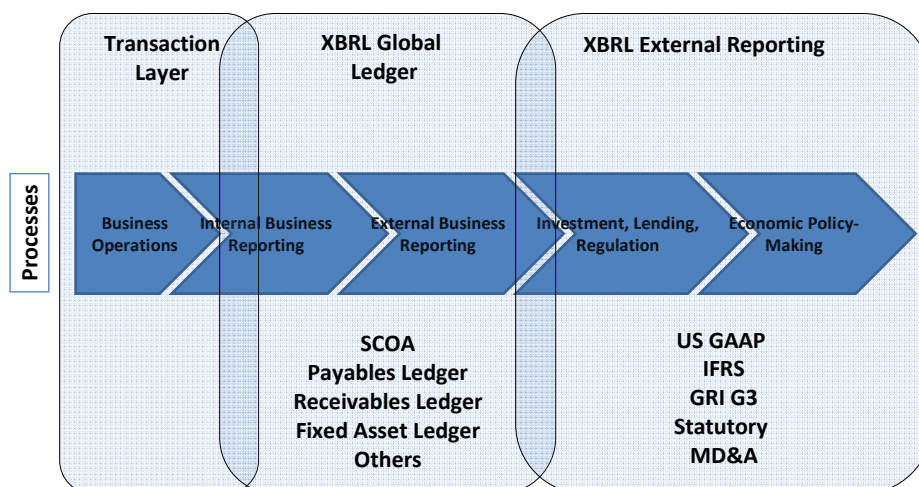 Transaction
Layer
XBRL Global
Ledger
XBRL External Reporting
Processes
Business
Operations
Internal Business
Reporting
External Business
Reporting
Investment, Lending,
Regulation
Economic Policy-
Making
SCOA
Payables Ledger
Receivables Ledger
Fixed Asset Ledger
Others
US GAAP
IFRS
GRI G3
Statutory
MD&A